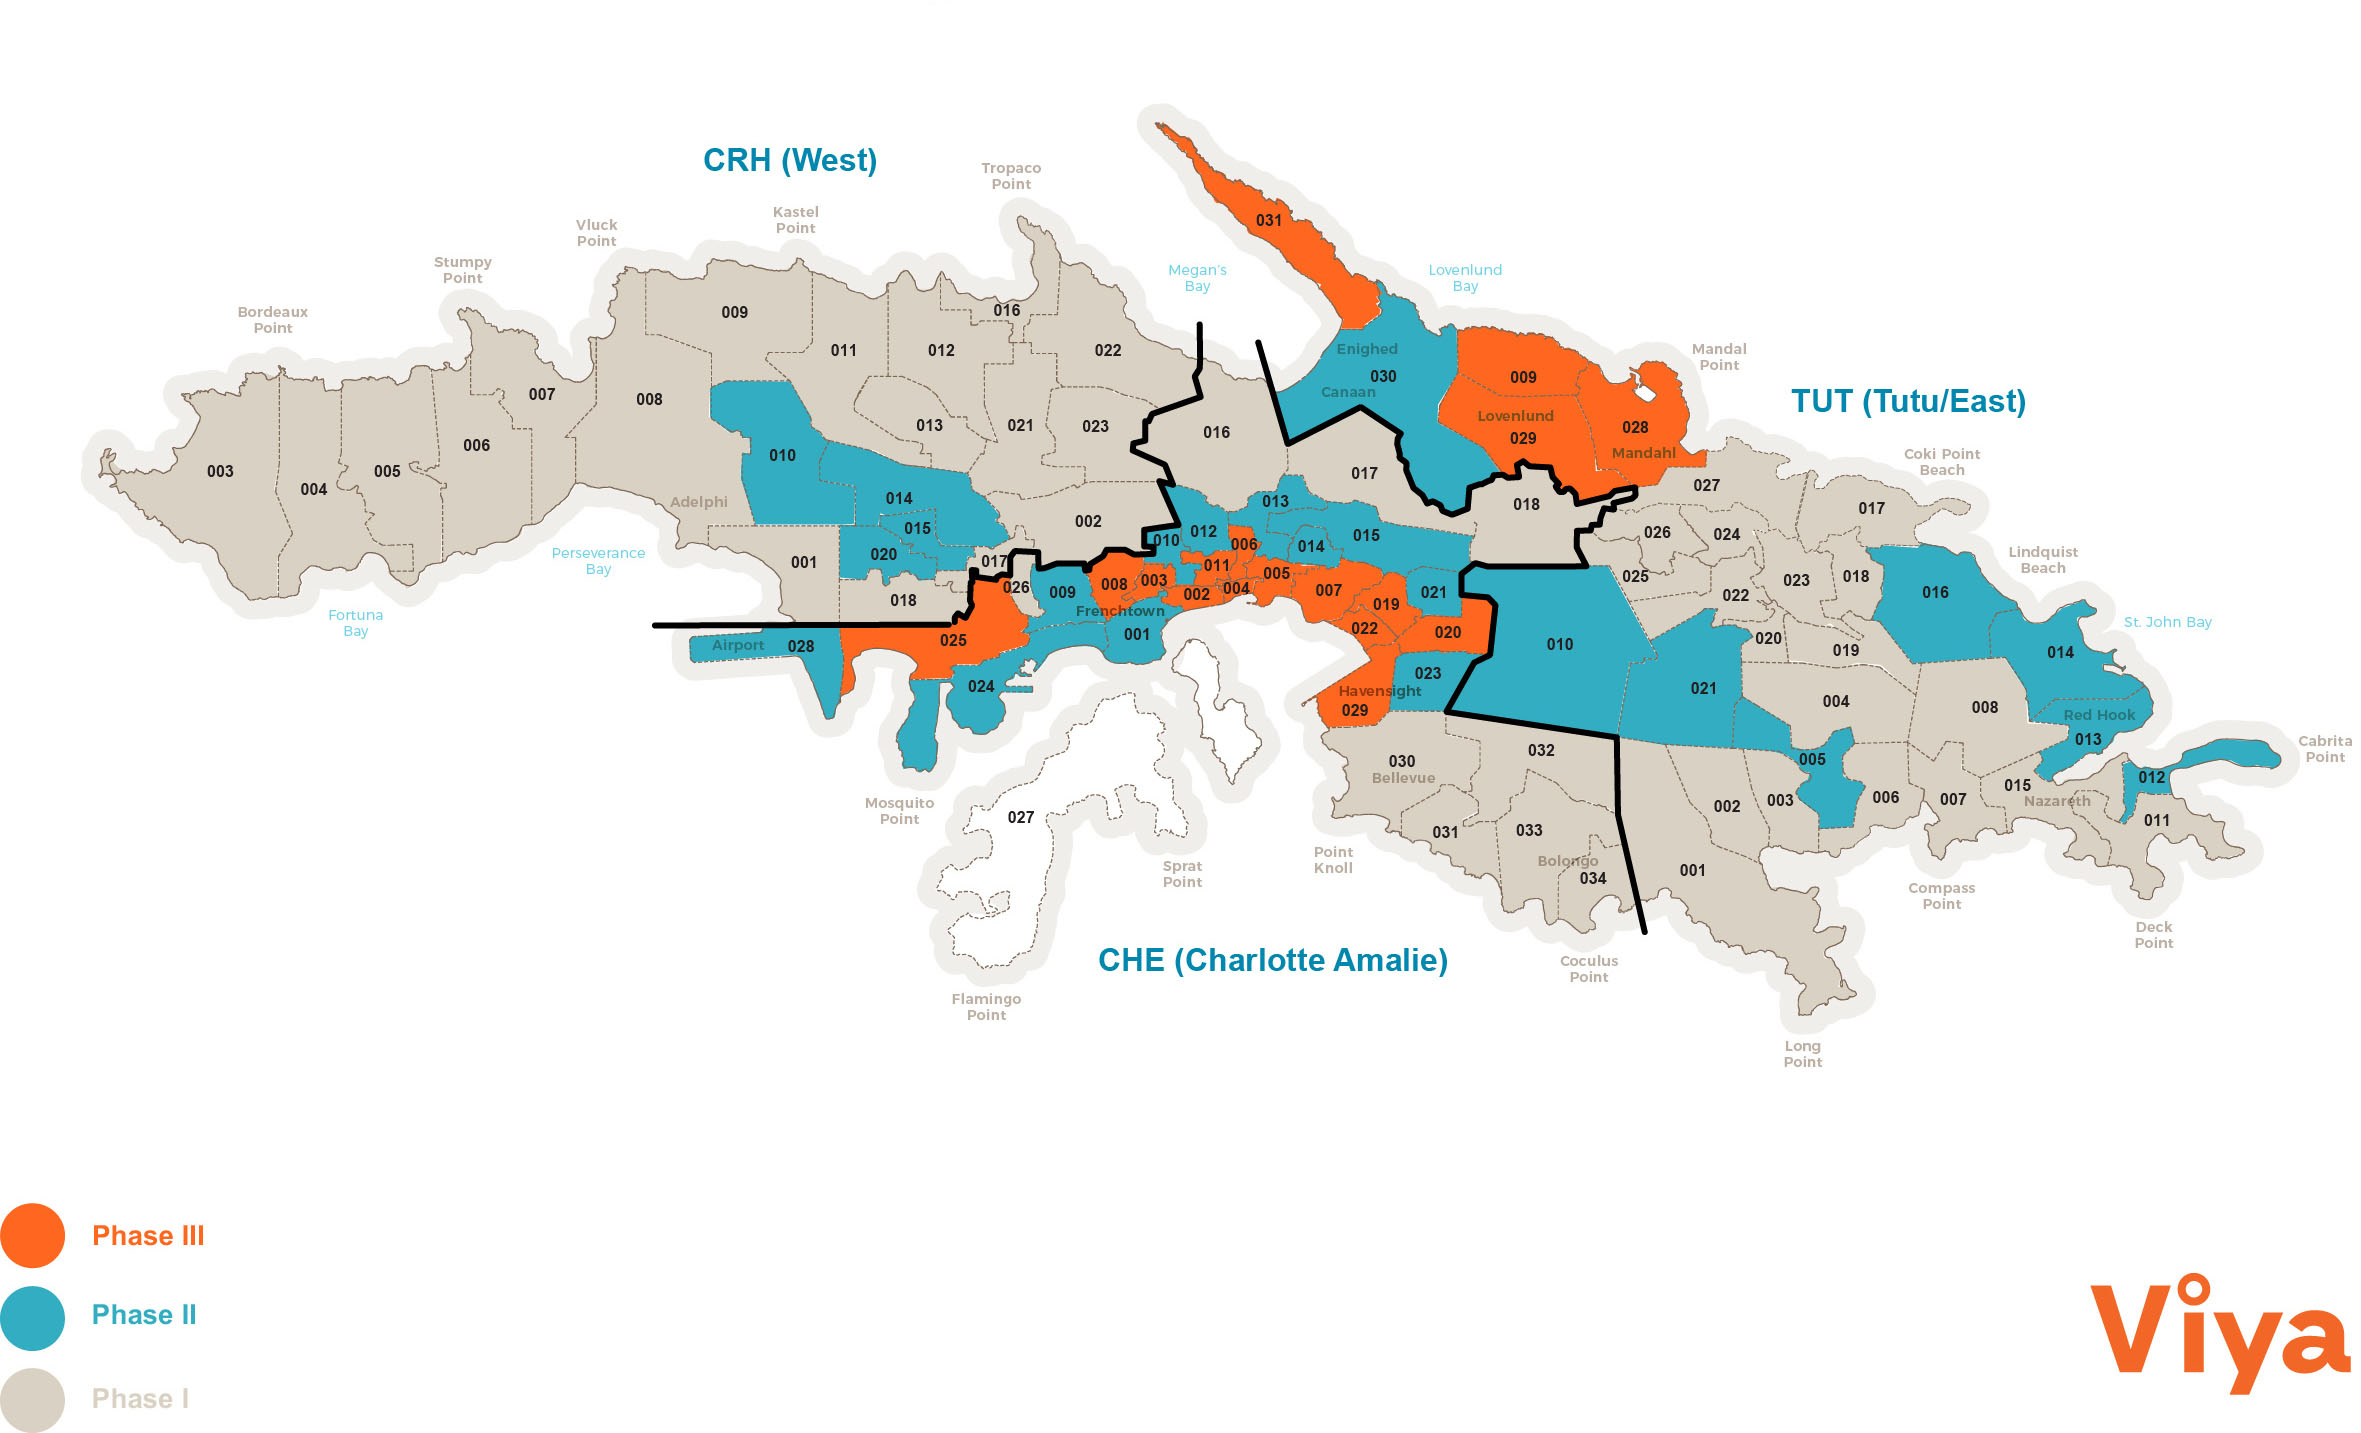 CRH (West)
Tropaco
Point
Kastel
Point
Vluck
Point
Stumpy
Point
Bordeaux
Point
Megan's
Bay
Lovenlund
Bay
Mandal
Point
TUT (Tutu/East)
Coki Point
Beach
Lindquist
Beach
St. John Bay
Cabrita
Point
031
009
016
011
012
022
008
007
013
021
023
006
003
004
005
010
014
015
002
Adelphi
001
020
017
018
Perseverance
Bay
Fortuna
Bay
Enighed
030
Canaan
009
Lovenlund
029
028
Mandahl
016
017
018
013
012
010
006
014
015
011
005
026
009
008
003
002
004
007
019
021
Frenchtown
001
022
020
025
Airport
028
024
023
Havensight
029
027
026
024
017
025
022
023
018
016
010
020
019
014
021
004
008
Red Hook
013
005
012
030
Bellevue
032
031
033
Bolongo
034
002
003
006
007
015
Nazareth
011
001
Mosquito
Point
027
Sprat
Point
Point
Knoll
Compass
Point
Deck
Point
CHE (Charlotte Amalie)
Coculus
Point
Flamingo
Point
Long
Point
Phase III
Phase II
Phase I
Viya